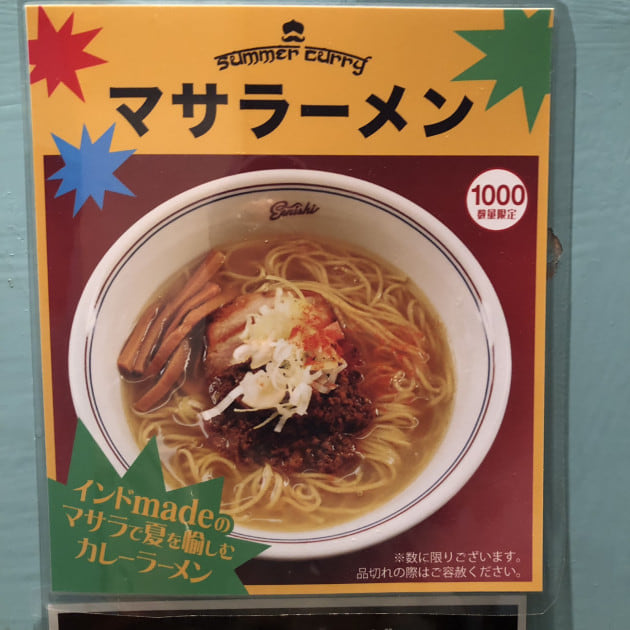 summer curry
マサラーメン
Enishi
1000
数量限定
インドmadeの
マサラで夏を愉しむ
カレーラーメン
※数に限りございます。
品切れの際はご容赦ください。